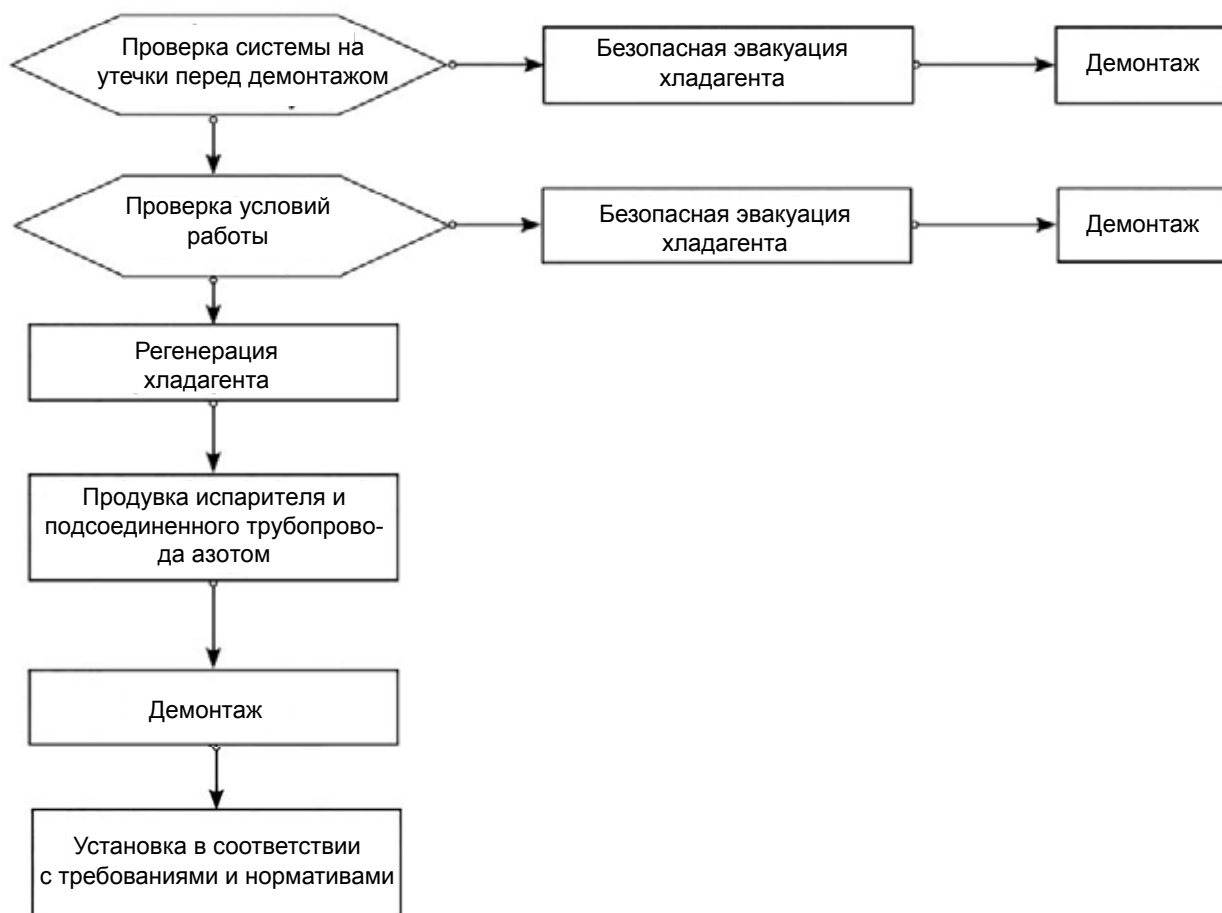 Проверка системы на
утечки перед демонтажом
Безопасная эвакуация
хладагента
Демонтаж
Проверка условий
работы
Безопасная эвакуация
хладагента
Демонтаж
Регенерация
хладагента
Продувка испарителя и
подсоединенного трубопрово-
да азотом
Демонтаж
Установка в соответствии
с требованиями и нормативами